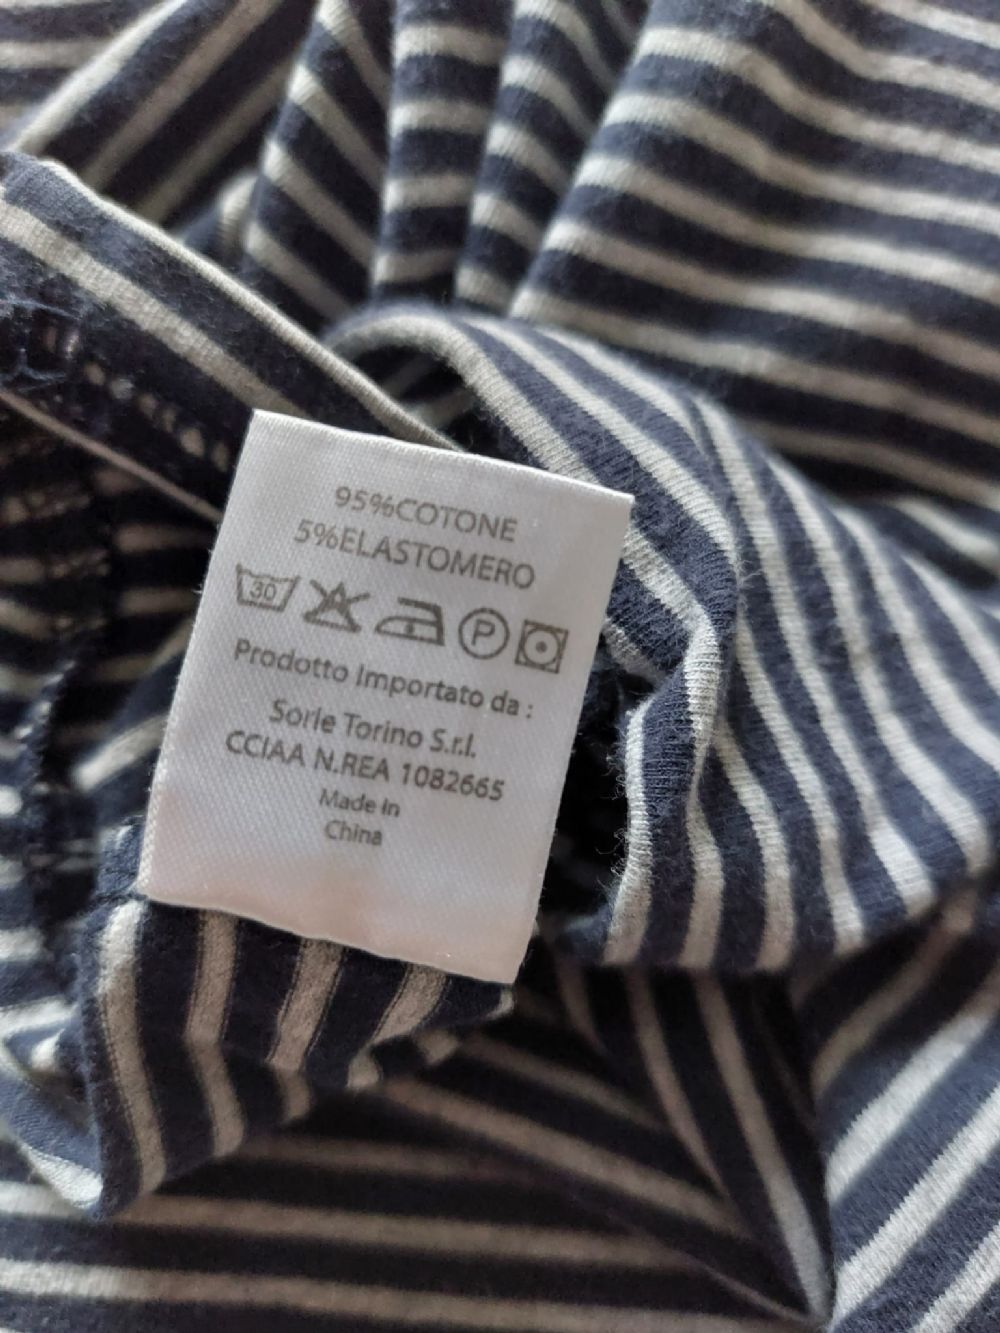 95%COTONE
5%ELASTOMERO
30 P
Prodotto Importato da :
Sorie Torino S.r.l.
CCIAA N.REA 1082665
Made in
China